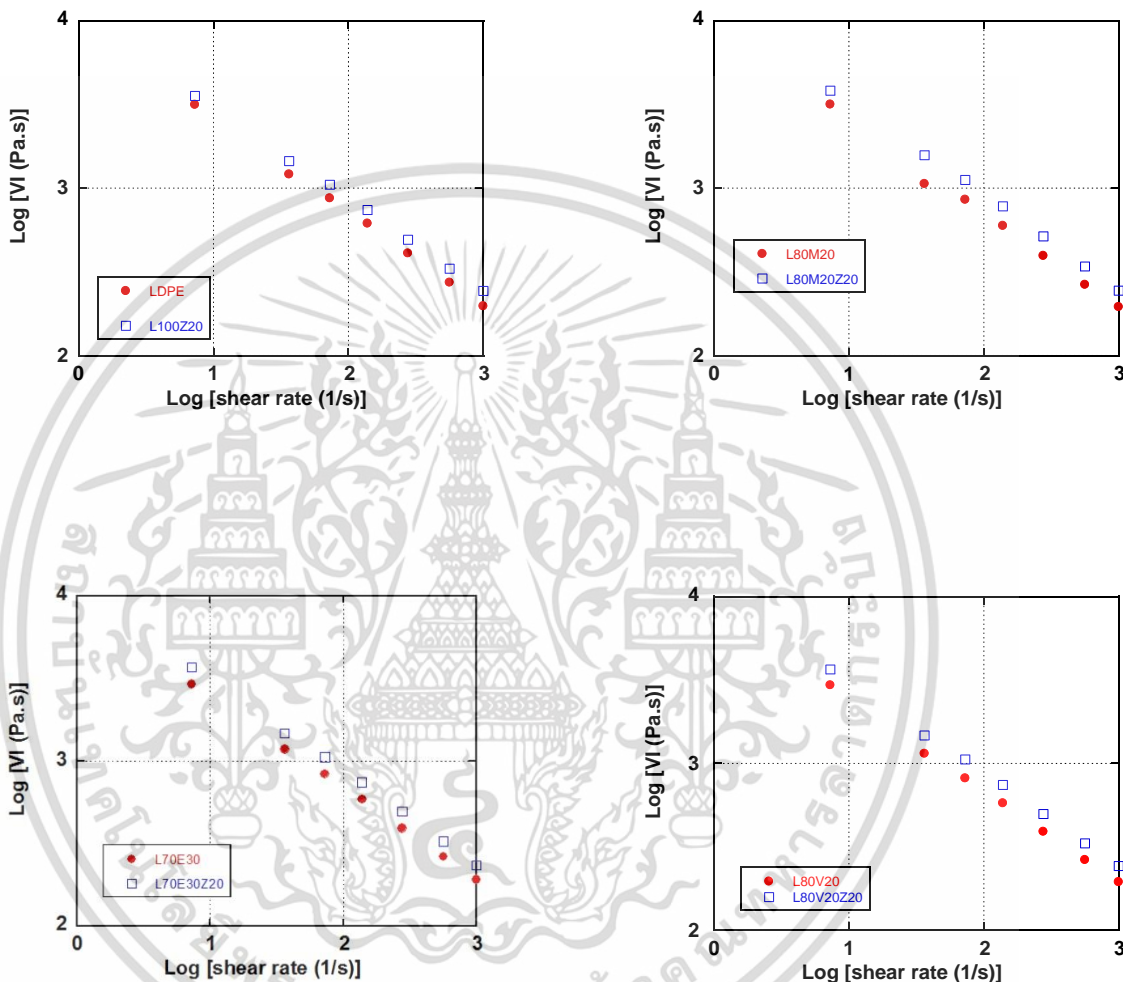 4
3
2
0
1
2
3
Log [VI (Pa.s)]
Log [shear rate (1/s)]
LDPE
L100Z20
4
3
2
0
1
2
3
Log [VI (Pa.s)]
Log [shear rate (1/s)]
L80M20
L80M20Z20
4
3
2
0
1
2
3
Log [VI (Pa.s)]
Log [shear rate (1/s)]
L70E30
L70E30Z20
4
3
2
0
1
2
3
Log [VI (Pa.s)]
Log [shear rate (1/s)]
L80V20
L80V20Z20